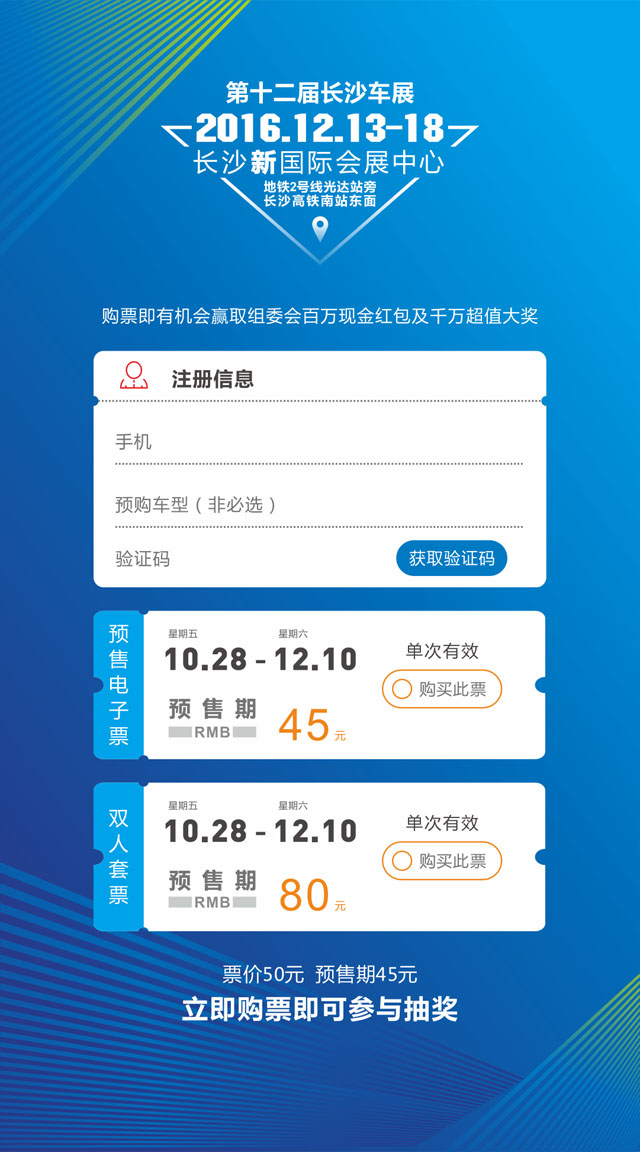 第十二届长沙车展
2016.12.13-18
长沙新国际会展中心
地铁2号线光达站旁
长沙高铁南站东面
购票即有机会赢取组委会百万现金红包及千万超值大奖
注册信息
手机
预购车型（非必选）
验证码 获取验证码
预售电子票
星期五 星期六
10.28 - 12.10
单次有效
购买此票
预售期
RMB
45元
双人套票
星期五 星期六
10.28 - 12.10
单次有效
购买此票
预售期
RMB
80元
票价50元 预售期45元
立即购票即可参与抽奖